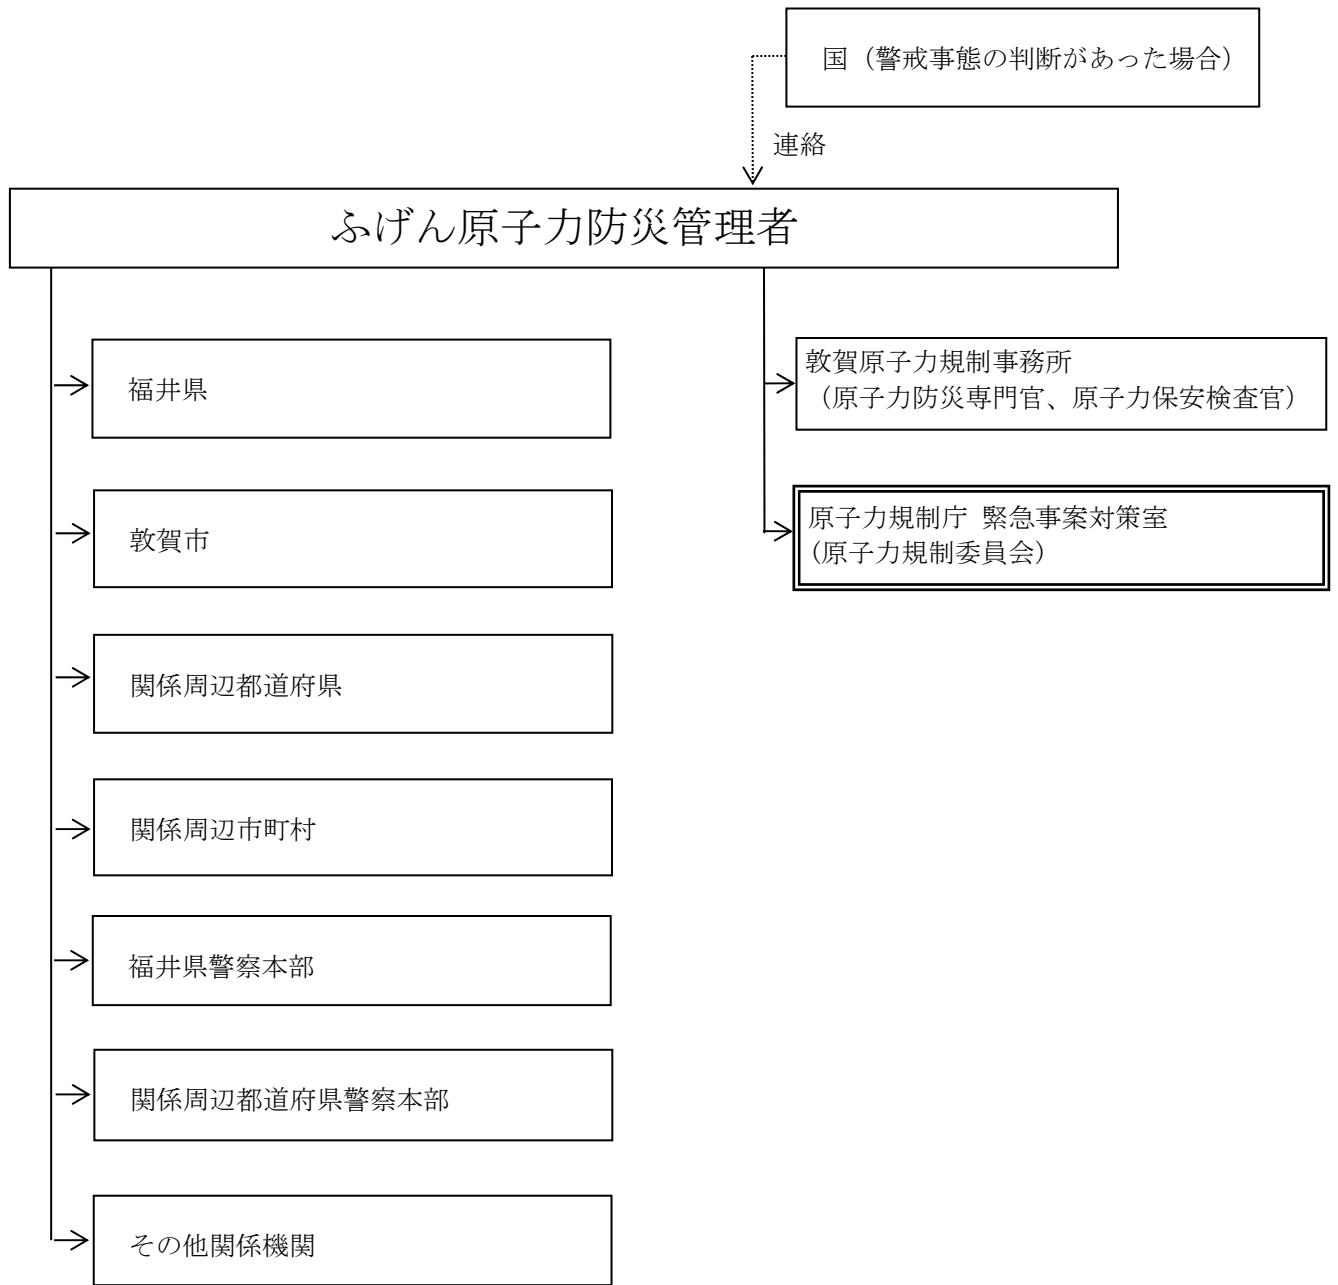 国（警戒事態の判断があった場合）
連絡
ふげん原子力防災管理者
福井県
敦賀市
関係周辺都道府県
関係周辺市町村
福井県警察本部
関係周辺都道府県警察本部
その他関係機関
敦賀原子力規制事務所
（原子力防災専門官、原子力保安検査官）
原子力規制庁 緊急事案対策室
(原子力規制委員会)